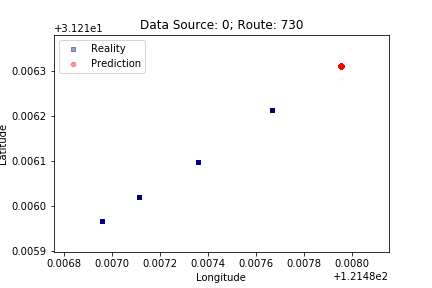 Data Source: 0; Route: 730
+3.121e1
Reality
Prediction
0.0063
0.0062
0.0061
0.0060
0.0059
Latitude
0.0068 0.0070 0.0072 0.0074 0.0076 0.0078 0.0080
Longitude
+1.2148e2